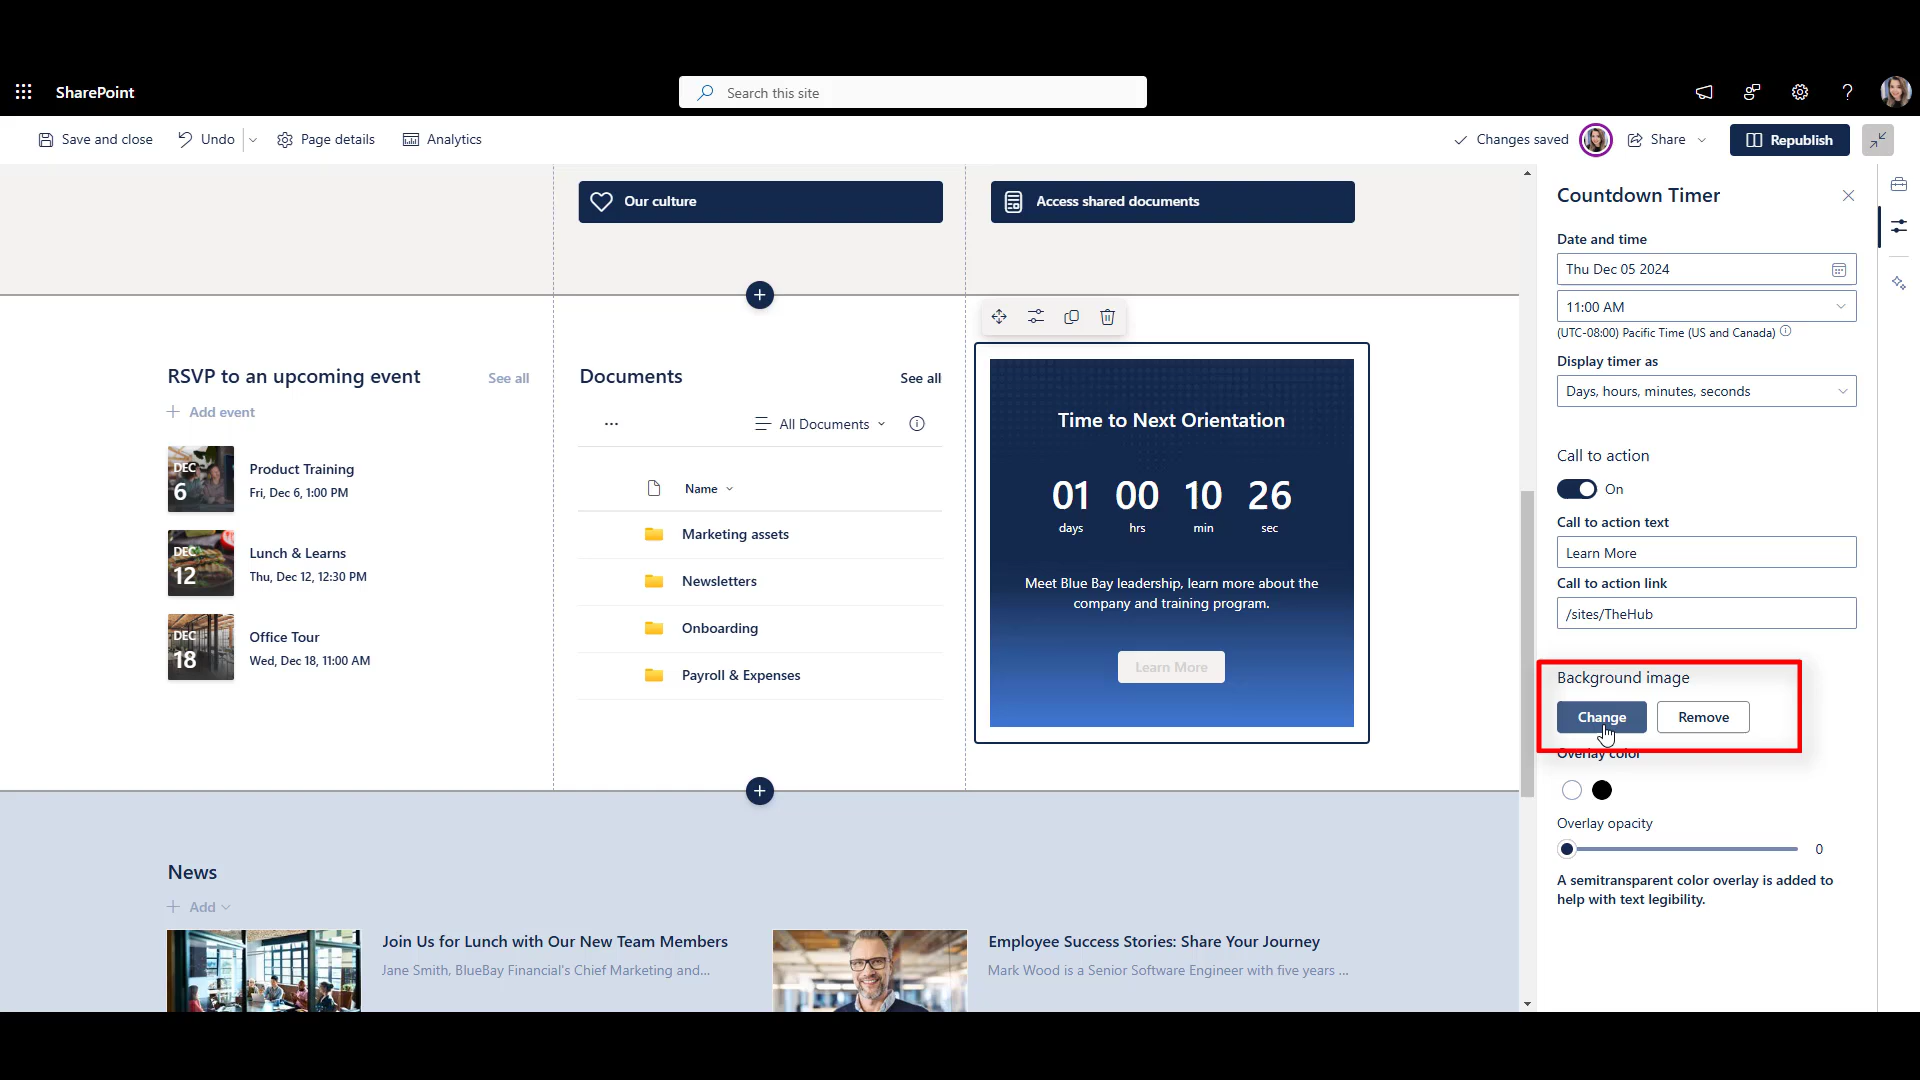 SharePoint
Search this site
Save and close
Undo
Page details
Analytics
Changes saved
Share
Republish
Our culture
Access shared documents
RSVP to an upcoming event
See all
Add event
DEC
6
Product Training
Fri, Dec 6, 1:00 PM
DEC
12
Lunch & Learns
Thu, Dec 12, 12:30 PM
DEC
18
Office Tour
Wed, Dec 18, 11:00 AM
Documents
See all
...
All Documents
Name
Marketing assets
Newsletters
Onboarding
Payroll & Expenses
Time to Next Orientation
01 00 10 26
days hrs min sec
Meet Blue Bay leadership, learn more about the
company and training program.
Learn More
News
Add
Join Us for Lunch with Our New Team Members
Jane Smith, BlueBay Financial's Chief Marketing and...
Employee Success Stories: Share Your Journey
Mark Wood is a Senior Software Engineer with five years ...
Countdown Timer
Date and time
Thu Dec 05 2024
11:00 AM
(UTC-08:00) Pacific Time (US and Canada)
Display timer as
Days, hours, minutes, seconds
Call to action
On
Call to action text
Learn More
Call to action link
/sites/TheHub
Background image
Change
Remove
Overlay color
Overlay opacity
0
A semitransparent color overlay is added to
help with text legibility.